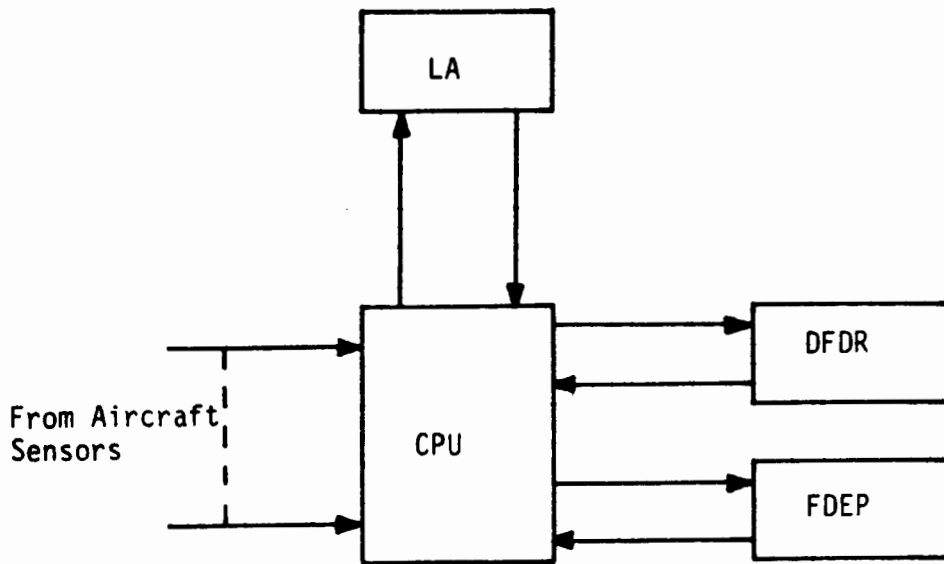 LA
DFDR
From Aircraft
Sensors
CPU
FDEP